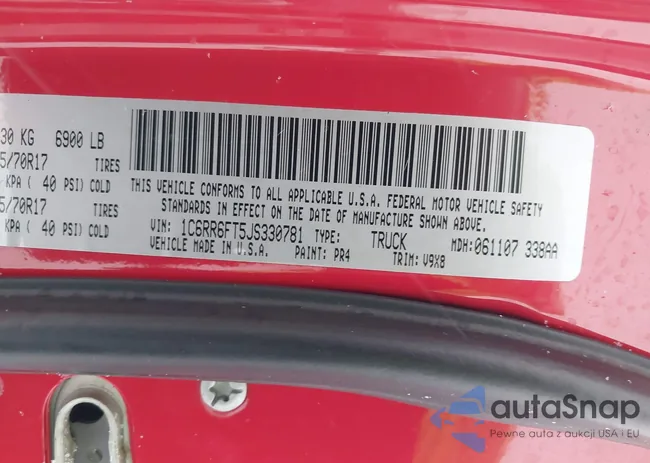 30 KG 6900 LB
5/70R17 TIRES
KPA ( 40 PSI) COLD
5/70R17 TIRES
KPA ( 40 PSI) COLD
THIS VEHICLE CONFORMS TO ALL APPLICABLE U.S.A. FEDERAL MOTOR VEHICLE SAFETY
STANDARDS IN EFFECT ON THE DATE OF MANUFACTURE SHOWN ABOVE.
VIN: 1C6RR6FT5JS330781 TYPE: TRUCK MDH: 061107 338AA
VEHICLE MADE IN U.S.A. PAINT: PR4 TRIM: V9X8
autaSnap
Pewne auta z aukcji USA i EU